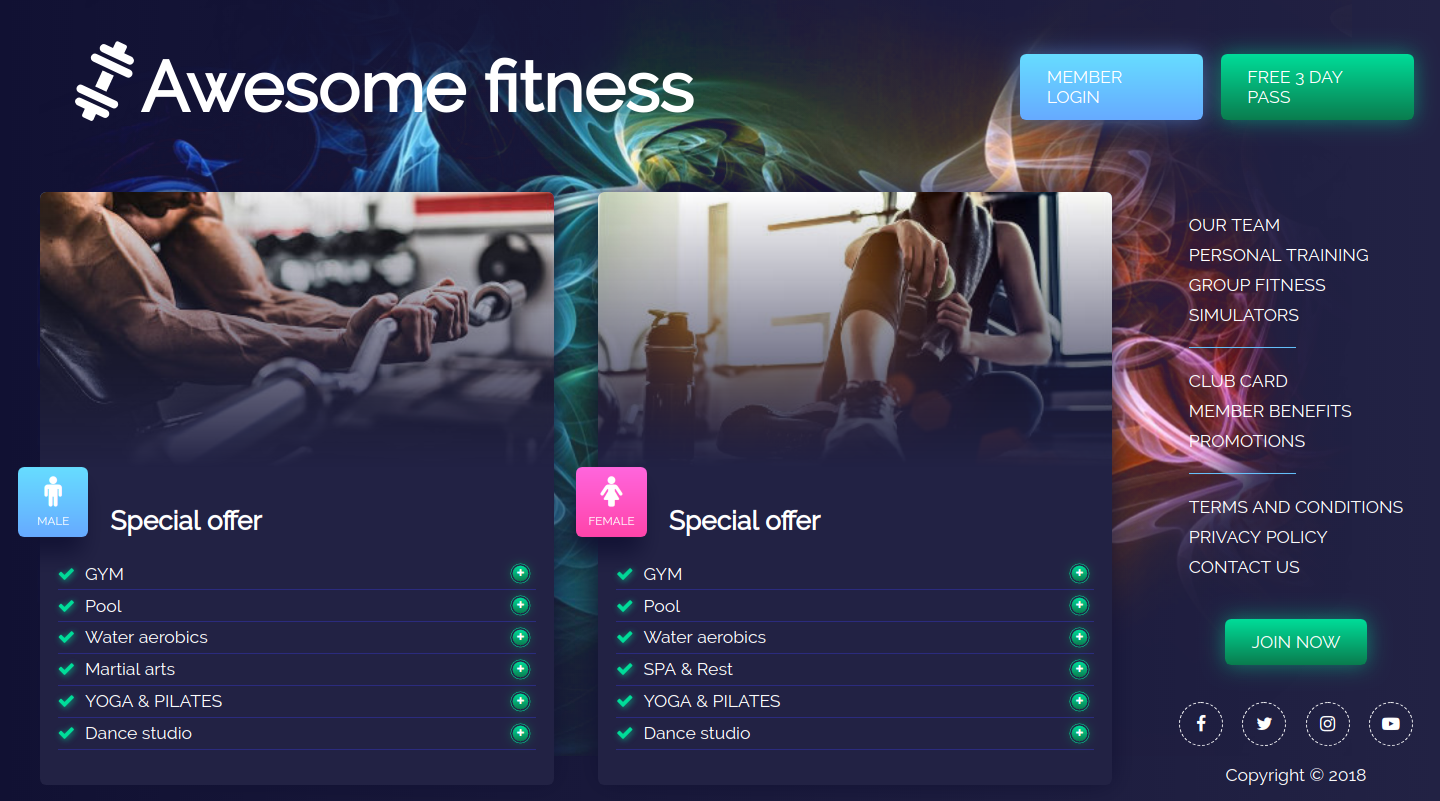 Awesome fitness
MEMBER
LOGIN
FREE 3 DAY
PASS
MALE
Special offer
GYM
Pool
Water aerobics
Martial arts
YOGA & PILATES
Dance studio
FEMALE
Special offer
GYM
Pool
Water aerobics
SPA & Rest
YOGA & PILATES
Dance studio
OUR TEAM
PERSONAL TRAINING
GROUP FITNESS
SIMULATORS
CLUB CARD
MEMBER BENEFITS
PROMOTIONS
TERMS AND CONDITIONS
PRIVACY POLICY
CONTACT US
JOIN NOW
Copyright © 2018